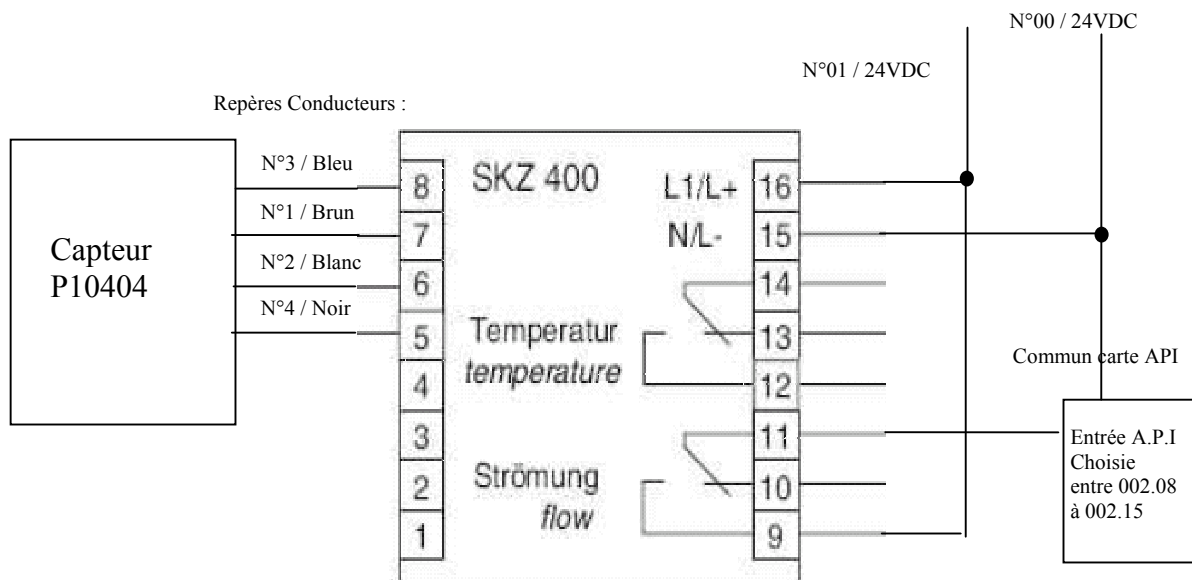 N°00 / 24VDC
N°01 / 24VDC
Repères Conducteurs :
Capteur
P10404
N°3 / Bleu
N°1 / Brun
N°2 / Blanc
N°4 / Noir
8
7
6
5
4
3
2
1
SKZ 400
L1/L+
N/L-
Temperatur
temperature
Strömung
flow
16
15
14
13
12
11
10
9
Commun carte API
Entrée A.P.I
Choisie
entre 002.08
à 002.15